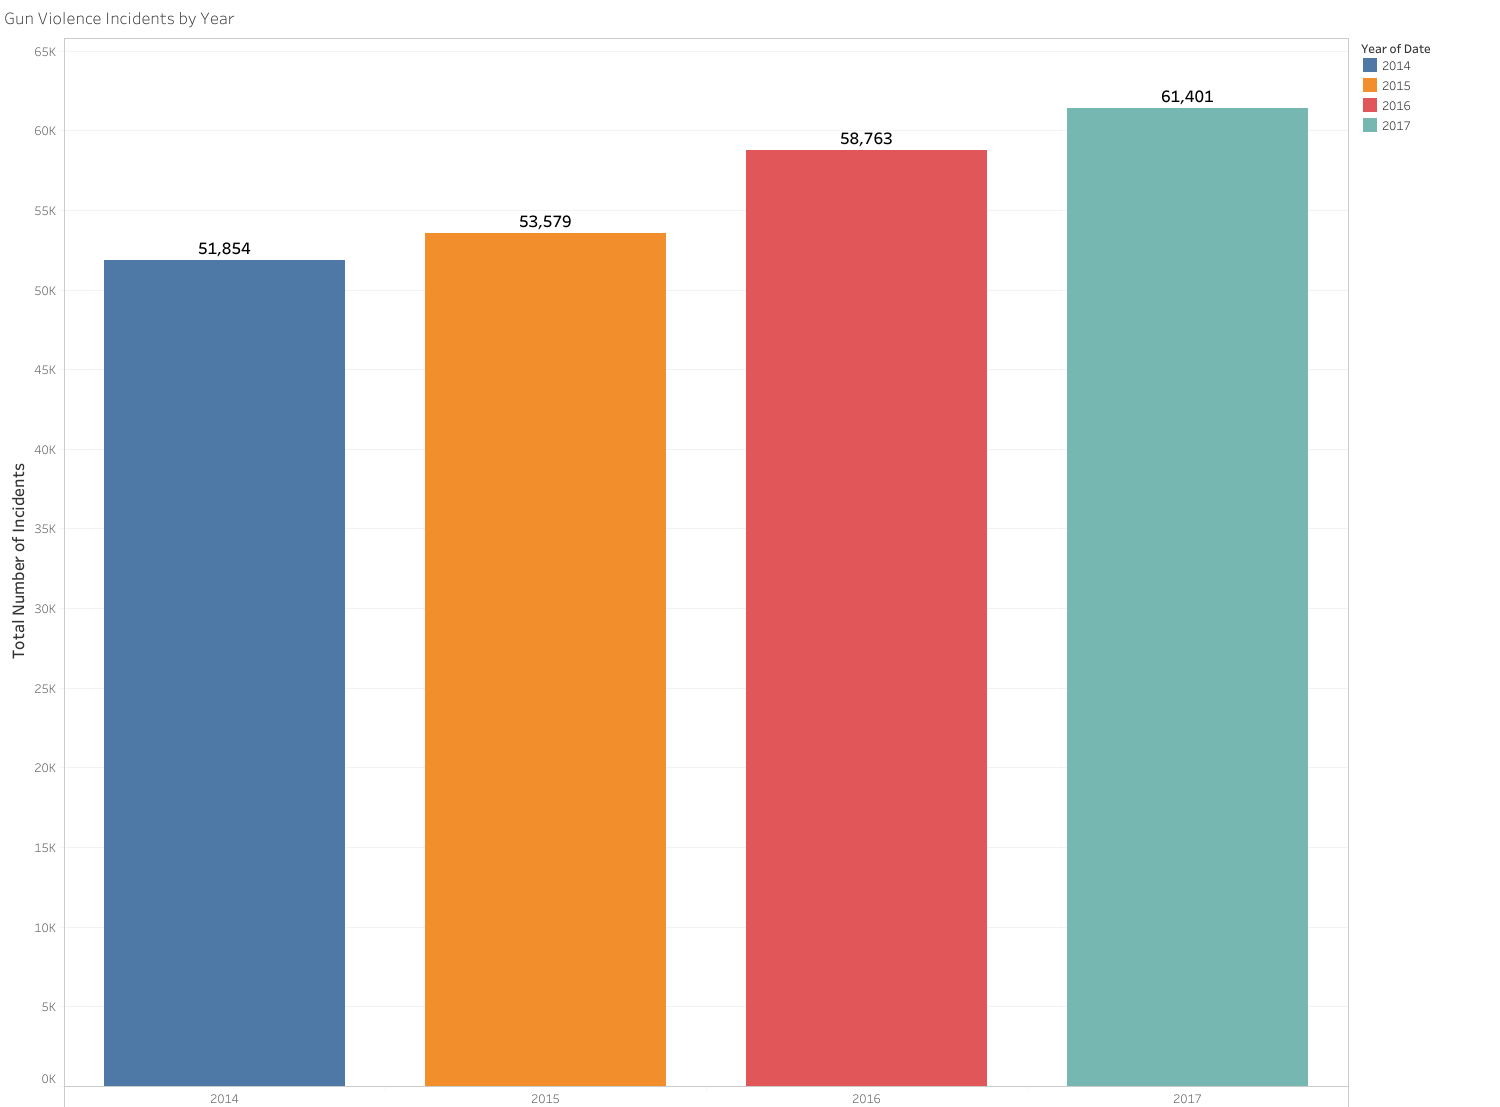 Gun Violence Incidents by Year
65K
60K
55K
50K
45K
40K
35K
30K
25K
20K
15K
10K
5K
0K
Total Number of Incidents
51,854
53,579
58,763
61,401
2014
2015
2016
2017
Year of Date
2014
2015
2016
2017